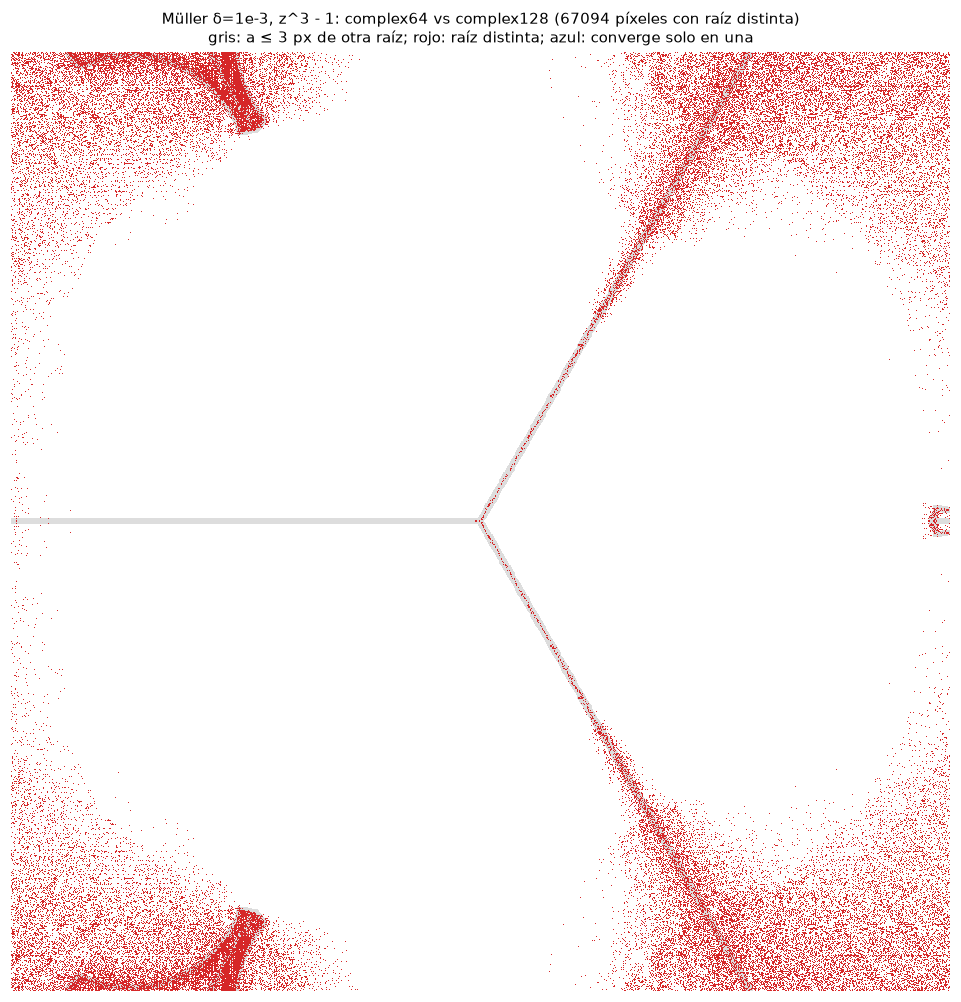 Müller δ=1e-3, z^3 - 1: complex64 vs complex128 (67094 píxeles con raíz distinta)
gris: a ≤ 3 px de otra raíz; rojo: raíz distinta; azul: converge solo en una